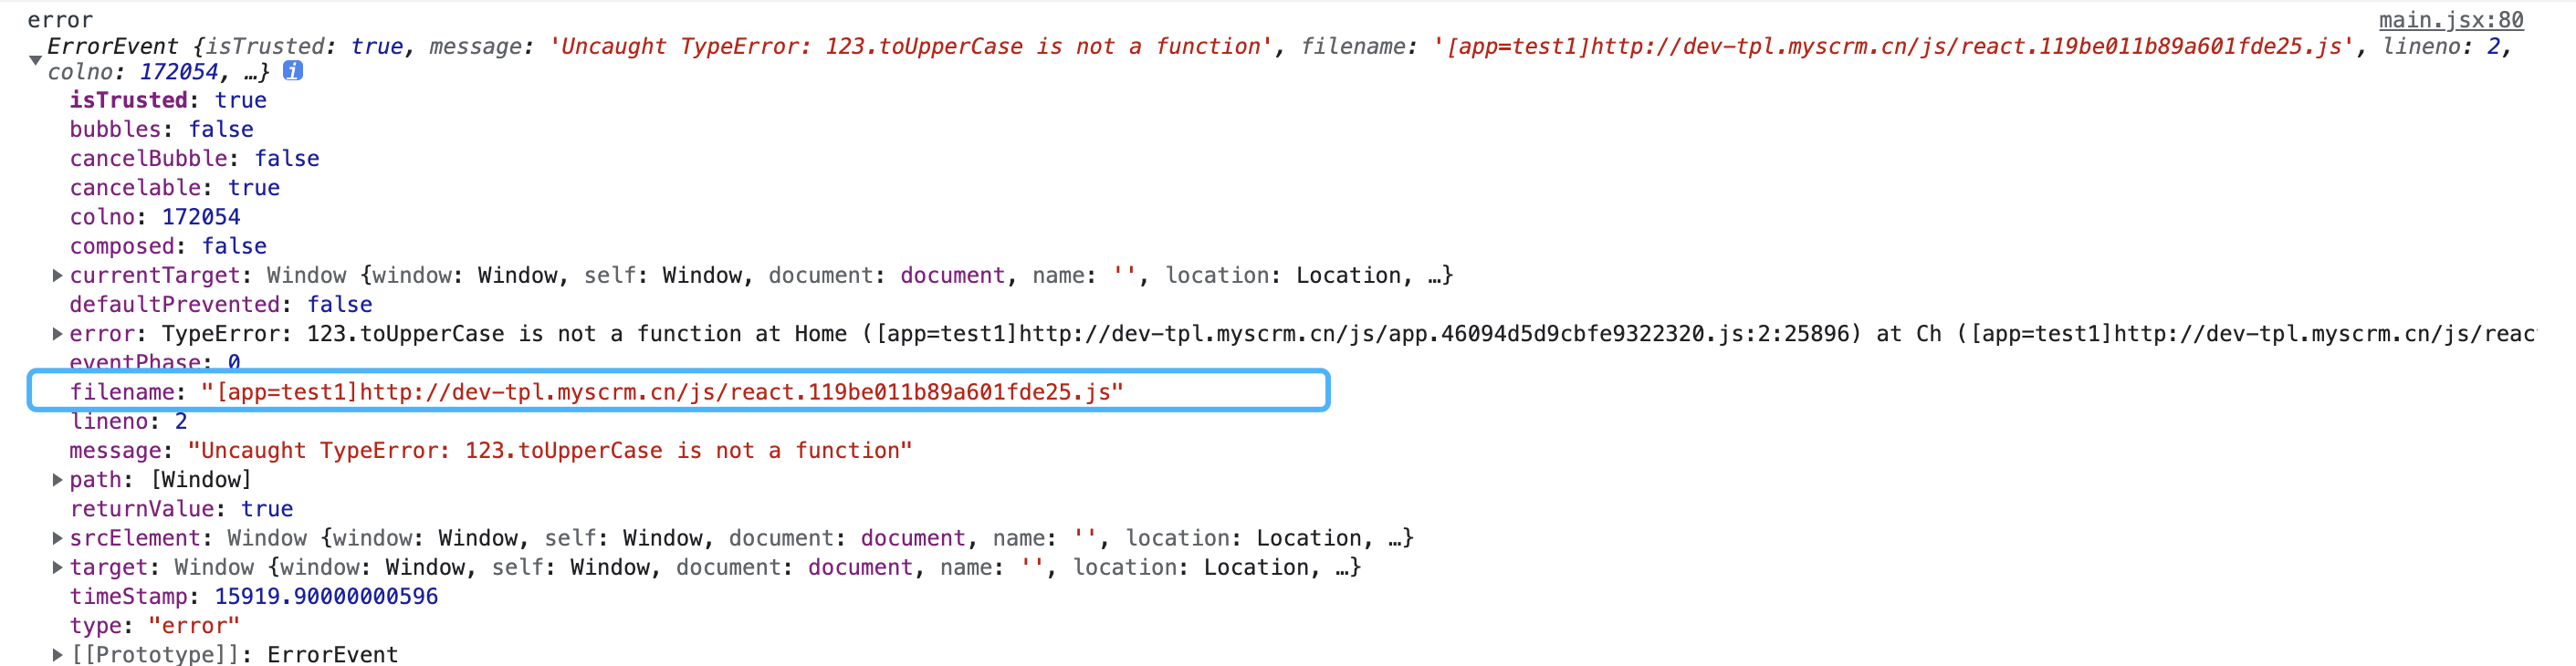 error main.jsx:80
ErrorEvent {isTrusted: true, message: 'Uncaught TypeError: 123.toUpperCase is not a function', filename: '[app=test1]http://dev-tpl.myscrm.cn/js/react.119be011b89a601fde25.js', lineno: 2,
colno: 172054, …} i
isTrusted: true
bubbles: false
cancelBubble: false
cancelable: true
colno: 172054
composed: false
currentTarget: Window {window: Window, self: Window, document: document, name: '', location: Location, …}
defaultPrevented: false
error: TypeError: 123.toUpperCase is not a function at Home ([app=test1]http://dev-tpl.myscrm.cn/js/app.46094d5d9cbfe9322320.js:2:25896) at Ch ([app=test1]http://dev-tpl.myscrm.cn/js/reac
eventPhase: 0
filename: "[app=test1]http://dev-tpl.myscrm.cn/js/react.119be011b89a601fde25.js"
lineno: 2
message: "Uncaught TypeError: 123.toUpperCase is not a function"
path: [Window]
returnValue: true
srcElement: Window {window: Window, self: Window, document: document, name: '', location: Location, …}
target: Window {window: Window, self: Window, document: document, name: '', location: Location, …}
timeStamp: 15919.90000000596
type: "error"
[[Prototype]]: ErrorEvent